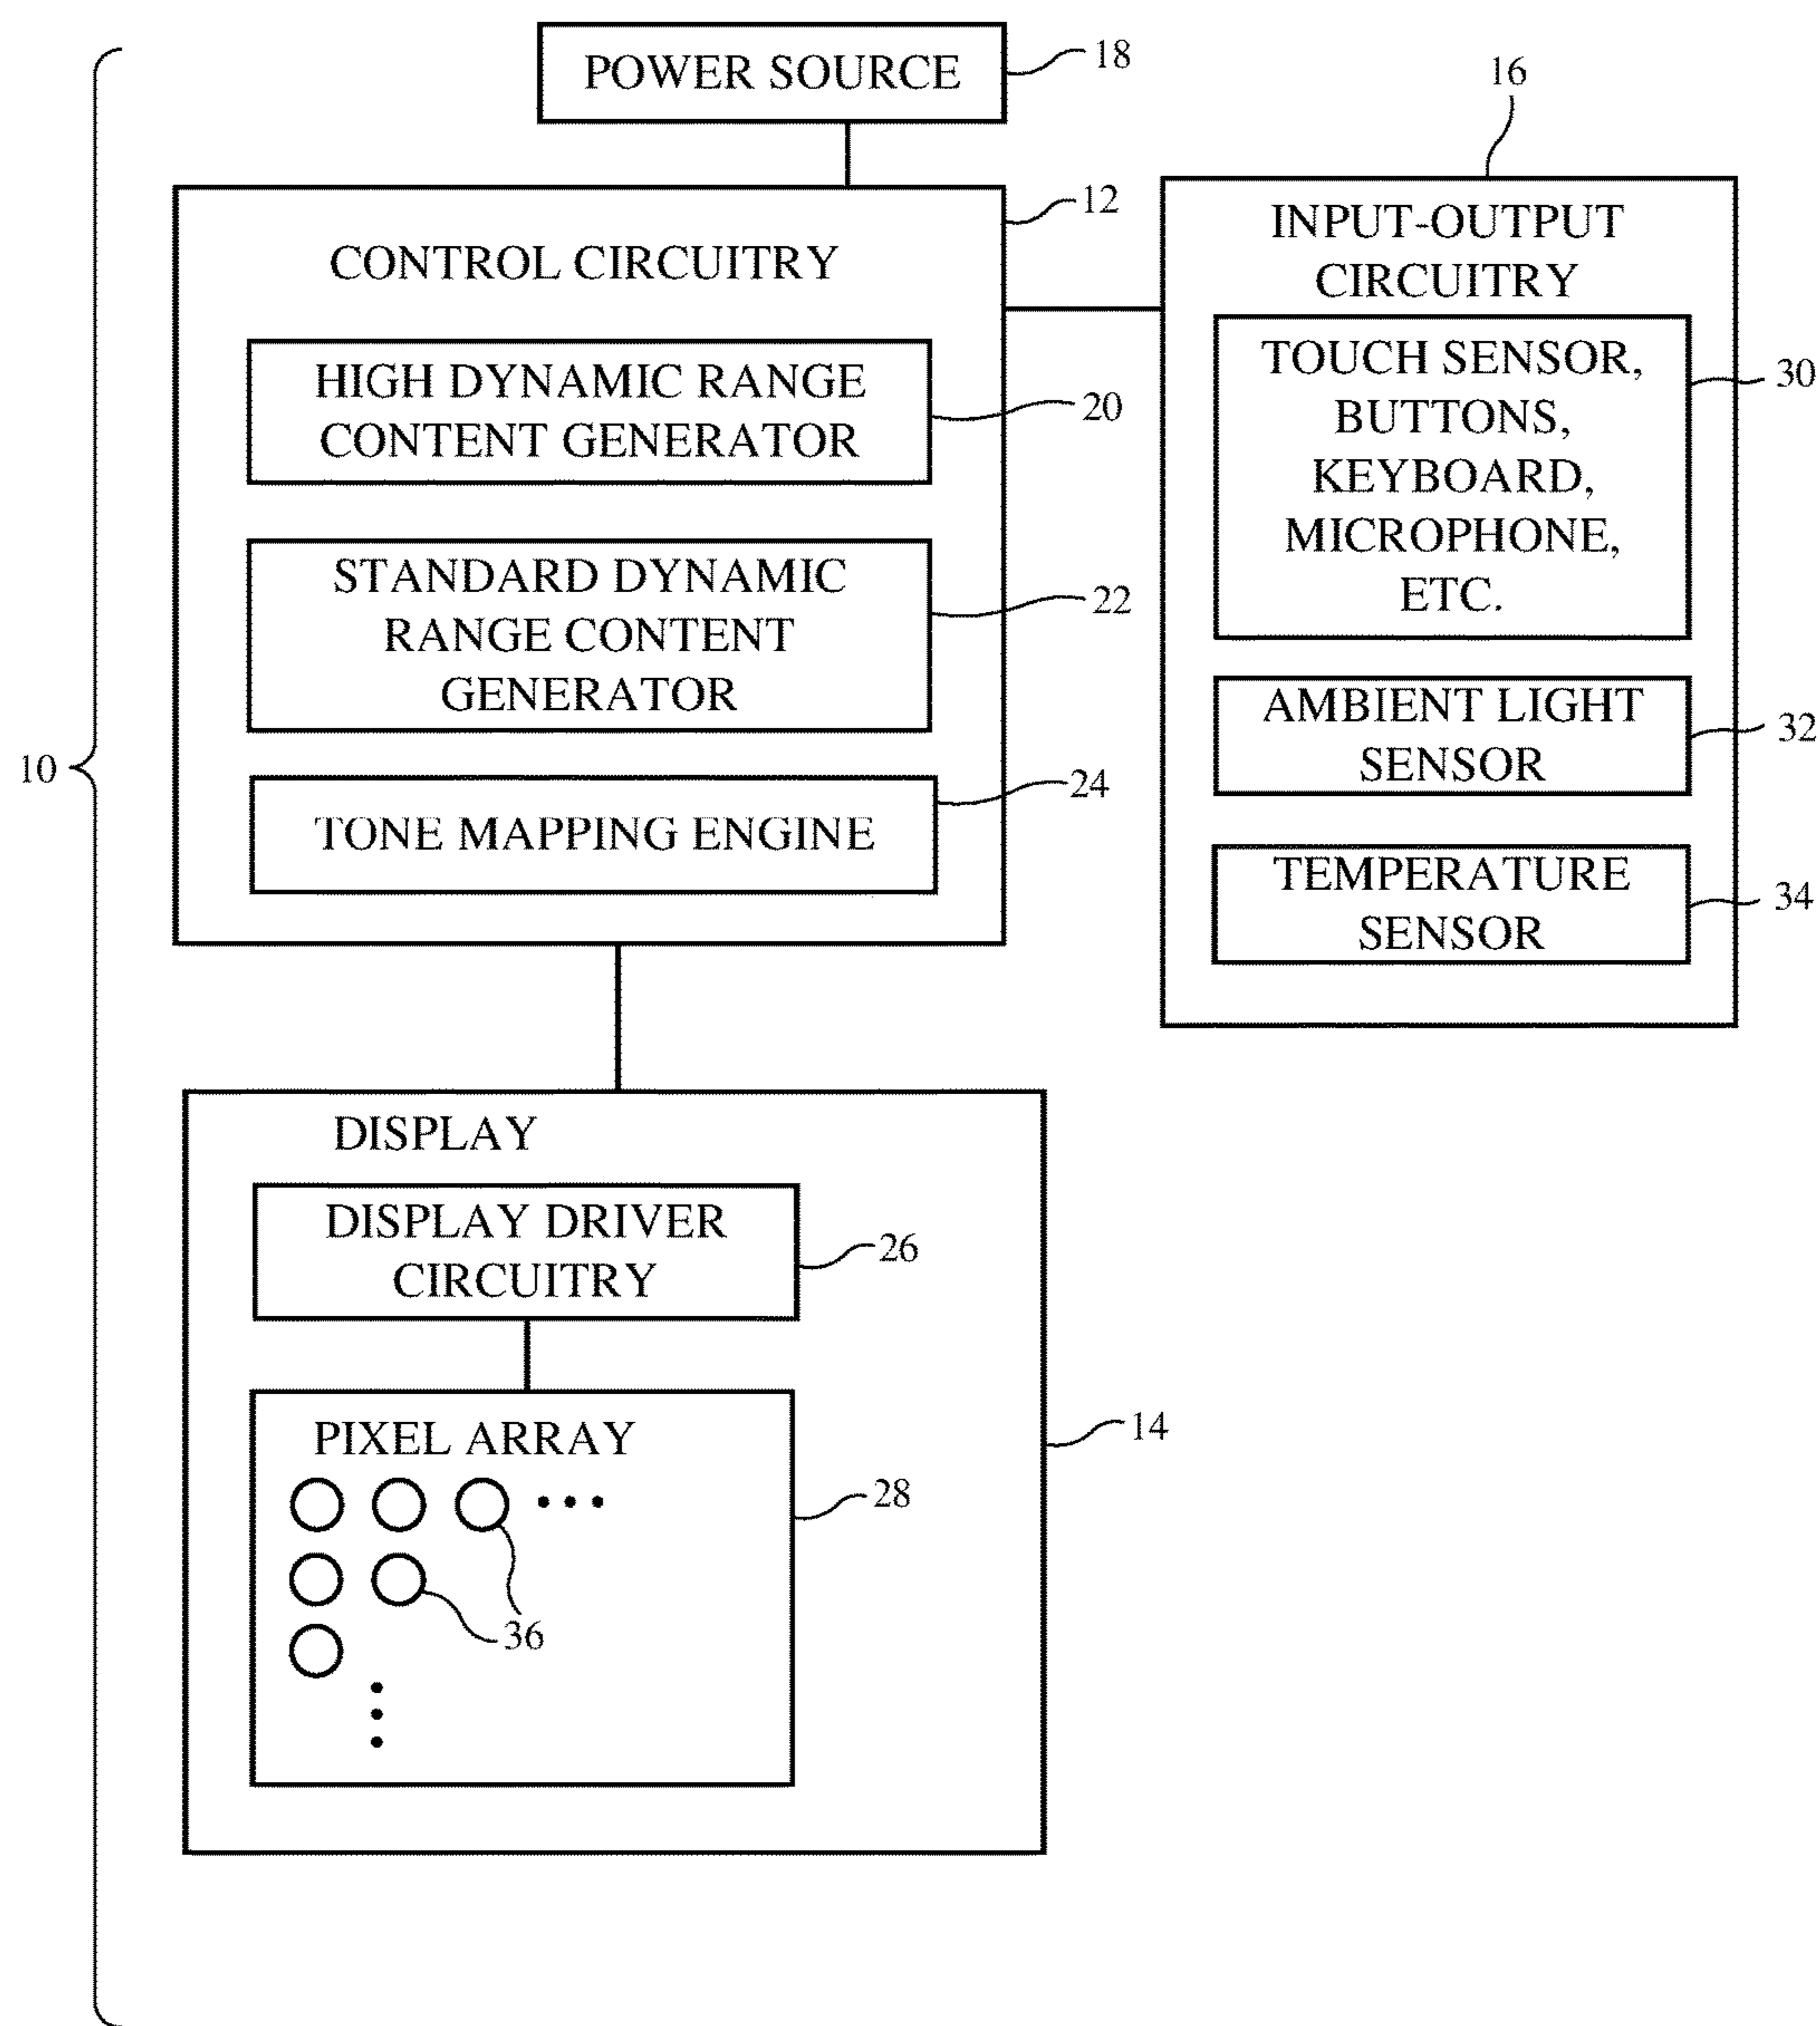 POWER SOURCE
18
16
12
CONTROL CIRCUITRY
HIGH DYNAMIC RANGE
CONTENT GENERATOR
20
STANDARD DYNAMIC
RANGE CONTENT
GENERATOR
22
TONE MAPPING ENGINE
24
INPUT-OUTPUT
CIRCUITRY
TOUCH SENSOR,
BUTTONS,
KEYBOARD,
MICROPHONE,
ETC.
30
AMBIENT LIGHT
SENSOR
32
TEMPERATURE
SENSOR
34
10
DISPLAY
DISPLAY DRIVER
CIRCUITRY
26
14
PIXEL ARRAY
28
36